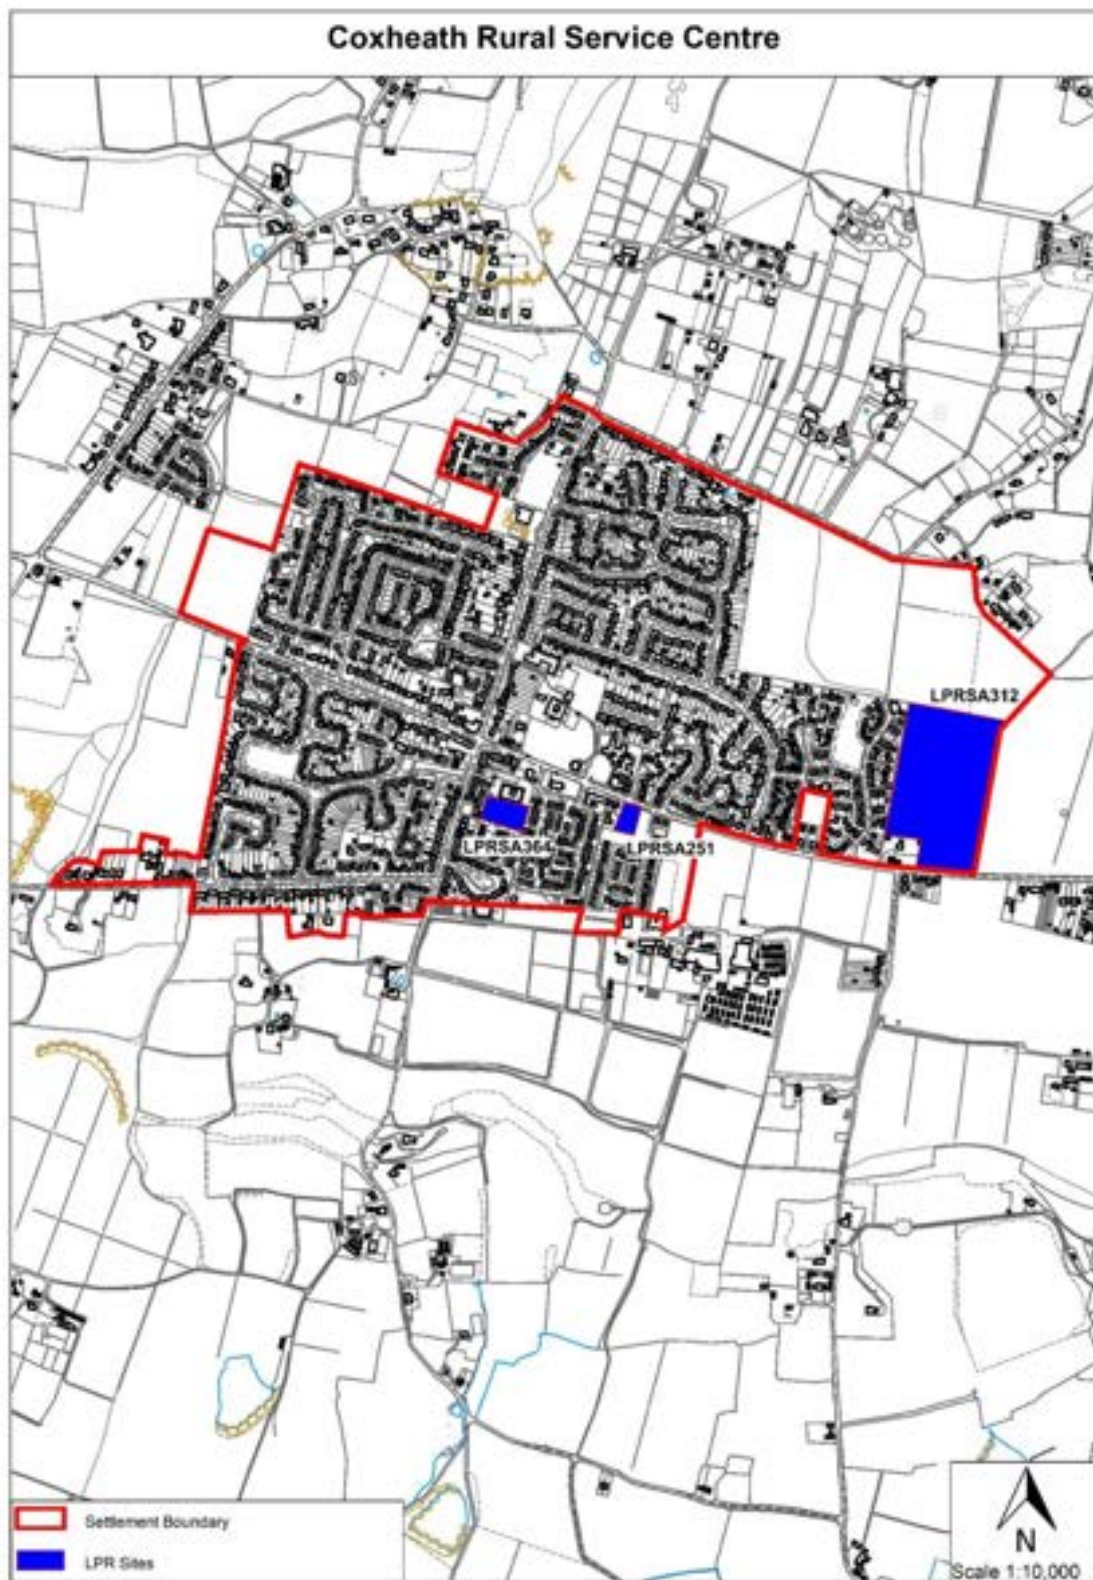 Coxheath Rural Service Centre
LPRSA312
LPRSA364
LPRSA251
Settlement Boundary
LPR Sites
N
Scale 1:10,000